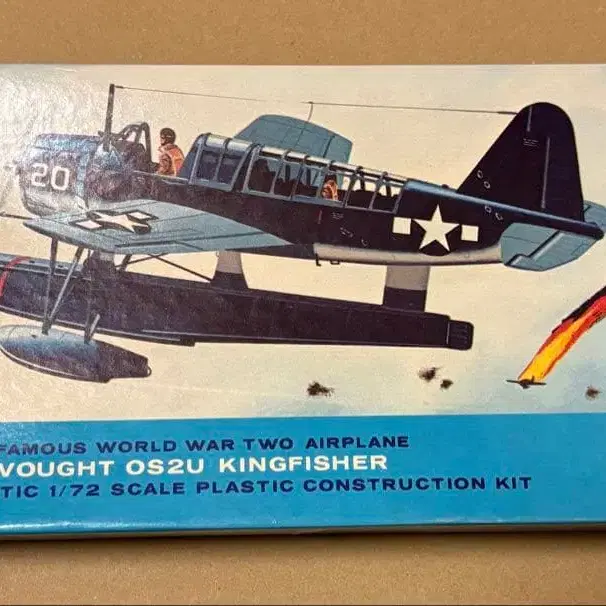 20
FAMOUS WORLD WAR TWO AIRPLANE
VOUGHT OS2U KINGFISHER
TIC 1/72 SCALE PLASTIC CONSTRUCTION KIT